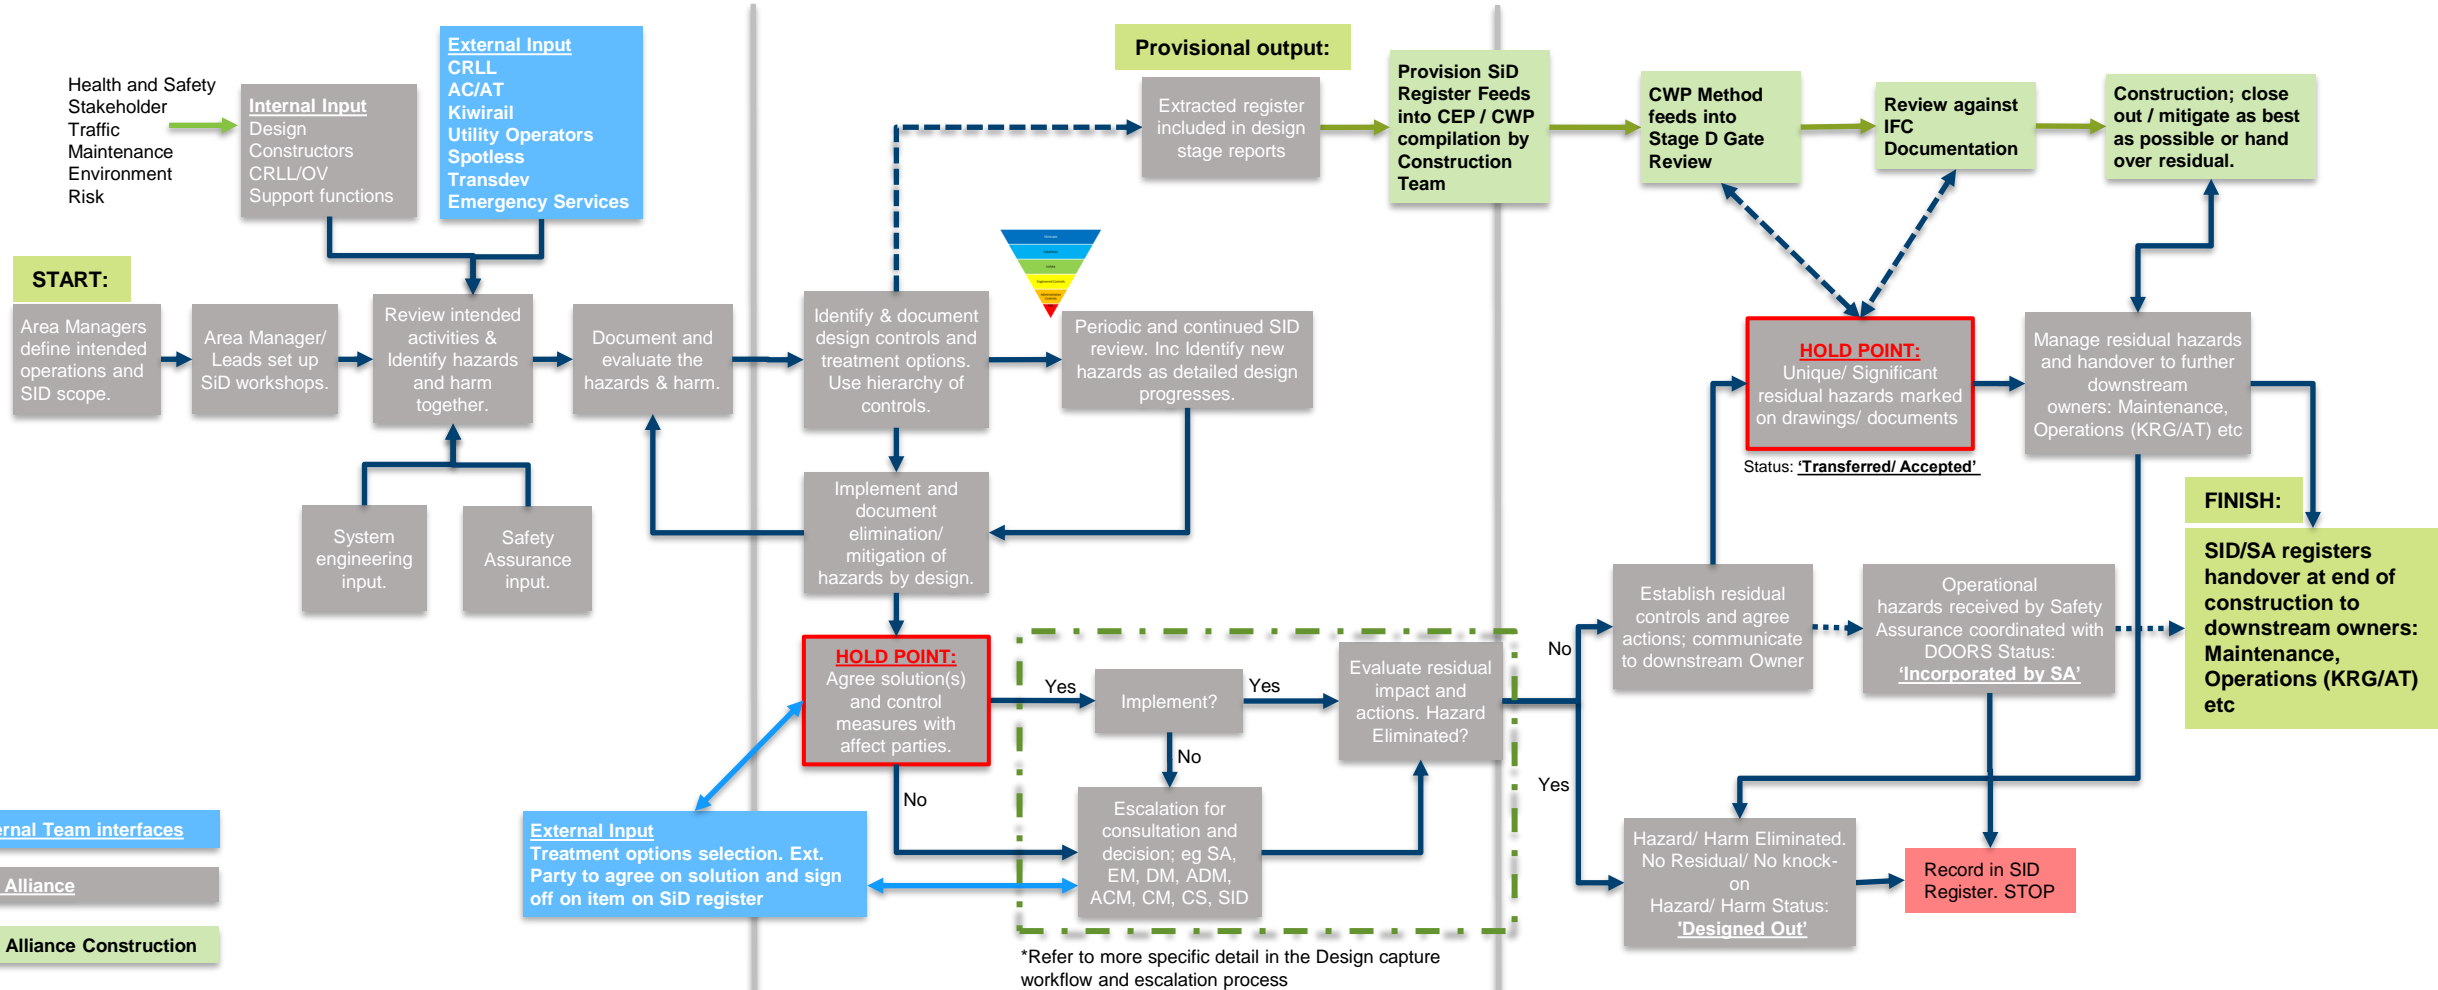 Health and Safety
Stakeholder
Traffic
Maintenance
Environment
Risk
Internal Input
Design
Constructors
CRLL/OV
Support functions
External Input
CRLL
AC/AT
Kiwirail
Utility Operators
Spotless
Transdev
Emergency Services
START:
Area Managers
define intended
operations and
SID scope.
Area Manager/
Leads set up
SiD workshops.
Review intended
activities &
Identify hazards
and harm
together.
Document and
evaluate the
hazards & harm.
System
engineering
input.
Safety
Assurance
input.
Provisional output:
Extracted register
included in design
stage reports
Provision SiD
Register Feeds
into CEP / CWP
compilation by
Construction
Team
CWP Method
feeds into
Stage D Gate
Review
Review against
IFC
Documentation
Construction; close
out / mitigate as best
as possible or hand
over residual.
Identify & document
design controls and
treatment options.
Use hierarchy of
controls.
Periodic and continued SID
review. Inc Identify new
hazards as detailed design
progresses.
Implement and
document
elimination/
mitigation of
hazards by design.
HOLD POINT:
Agree solution(s)
and control
measures with
affect parties.
Yes
Implement?
Yes
No
No
Evaluate residual
impact and
actions. Hazard
Eliminated?
Escalation for
consultation and
decision; eg SA,
EM, DM, ADM,
ACM, CM, CS, SID
External Input
Treatment options selection. Ext.
Party to agree on solution and sign
off on item on SiD register
*Refer to more specific detail in the Design capture
workflow and escalation process
HOLD POINT:
Unique/ Significant
residual hazards marked
on drawings/ documents
Status: ‘Transferred/ Accepted’
Manage residual hazards
and handover to further
downstream
owners: Maintenance,
Operations (KRG/AT) etc
No
Yes
Establish residual
controls and agree
actions; communicate
to downstream Owner
Operational
hazards received by Safety
Assurance coordinated with
DOORS Status:
‘Incorporated by SA’
FINISH:
SID/SA registers
handover at end of
construction to
downstream owners:
Maintenance,
Operations (KRG/AT)
etc
Hazard/ Harm Eliminated.
No Residual/ No knock-
on
Hazard/ Harm Status:
'Designed Out’
Record in SID
Register. STOP
ernal Team interfaces
Alliance
Alliance Construction